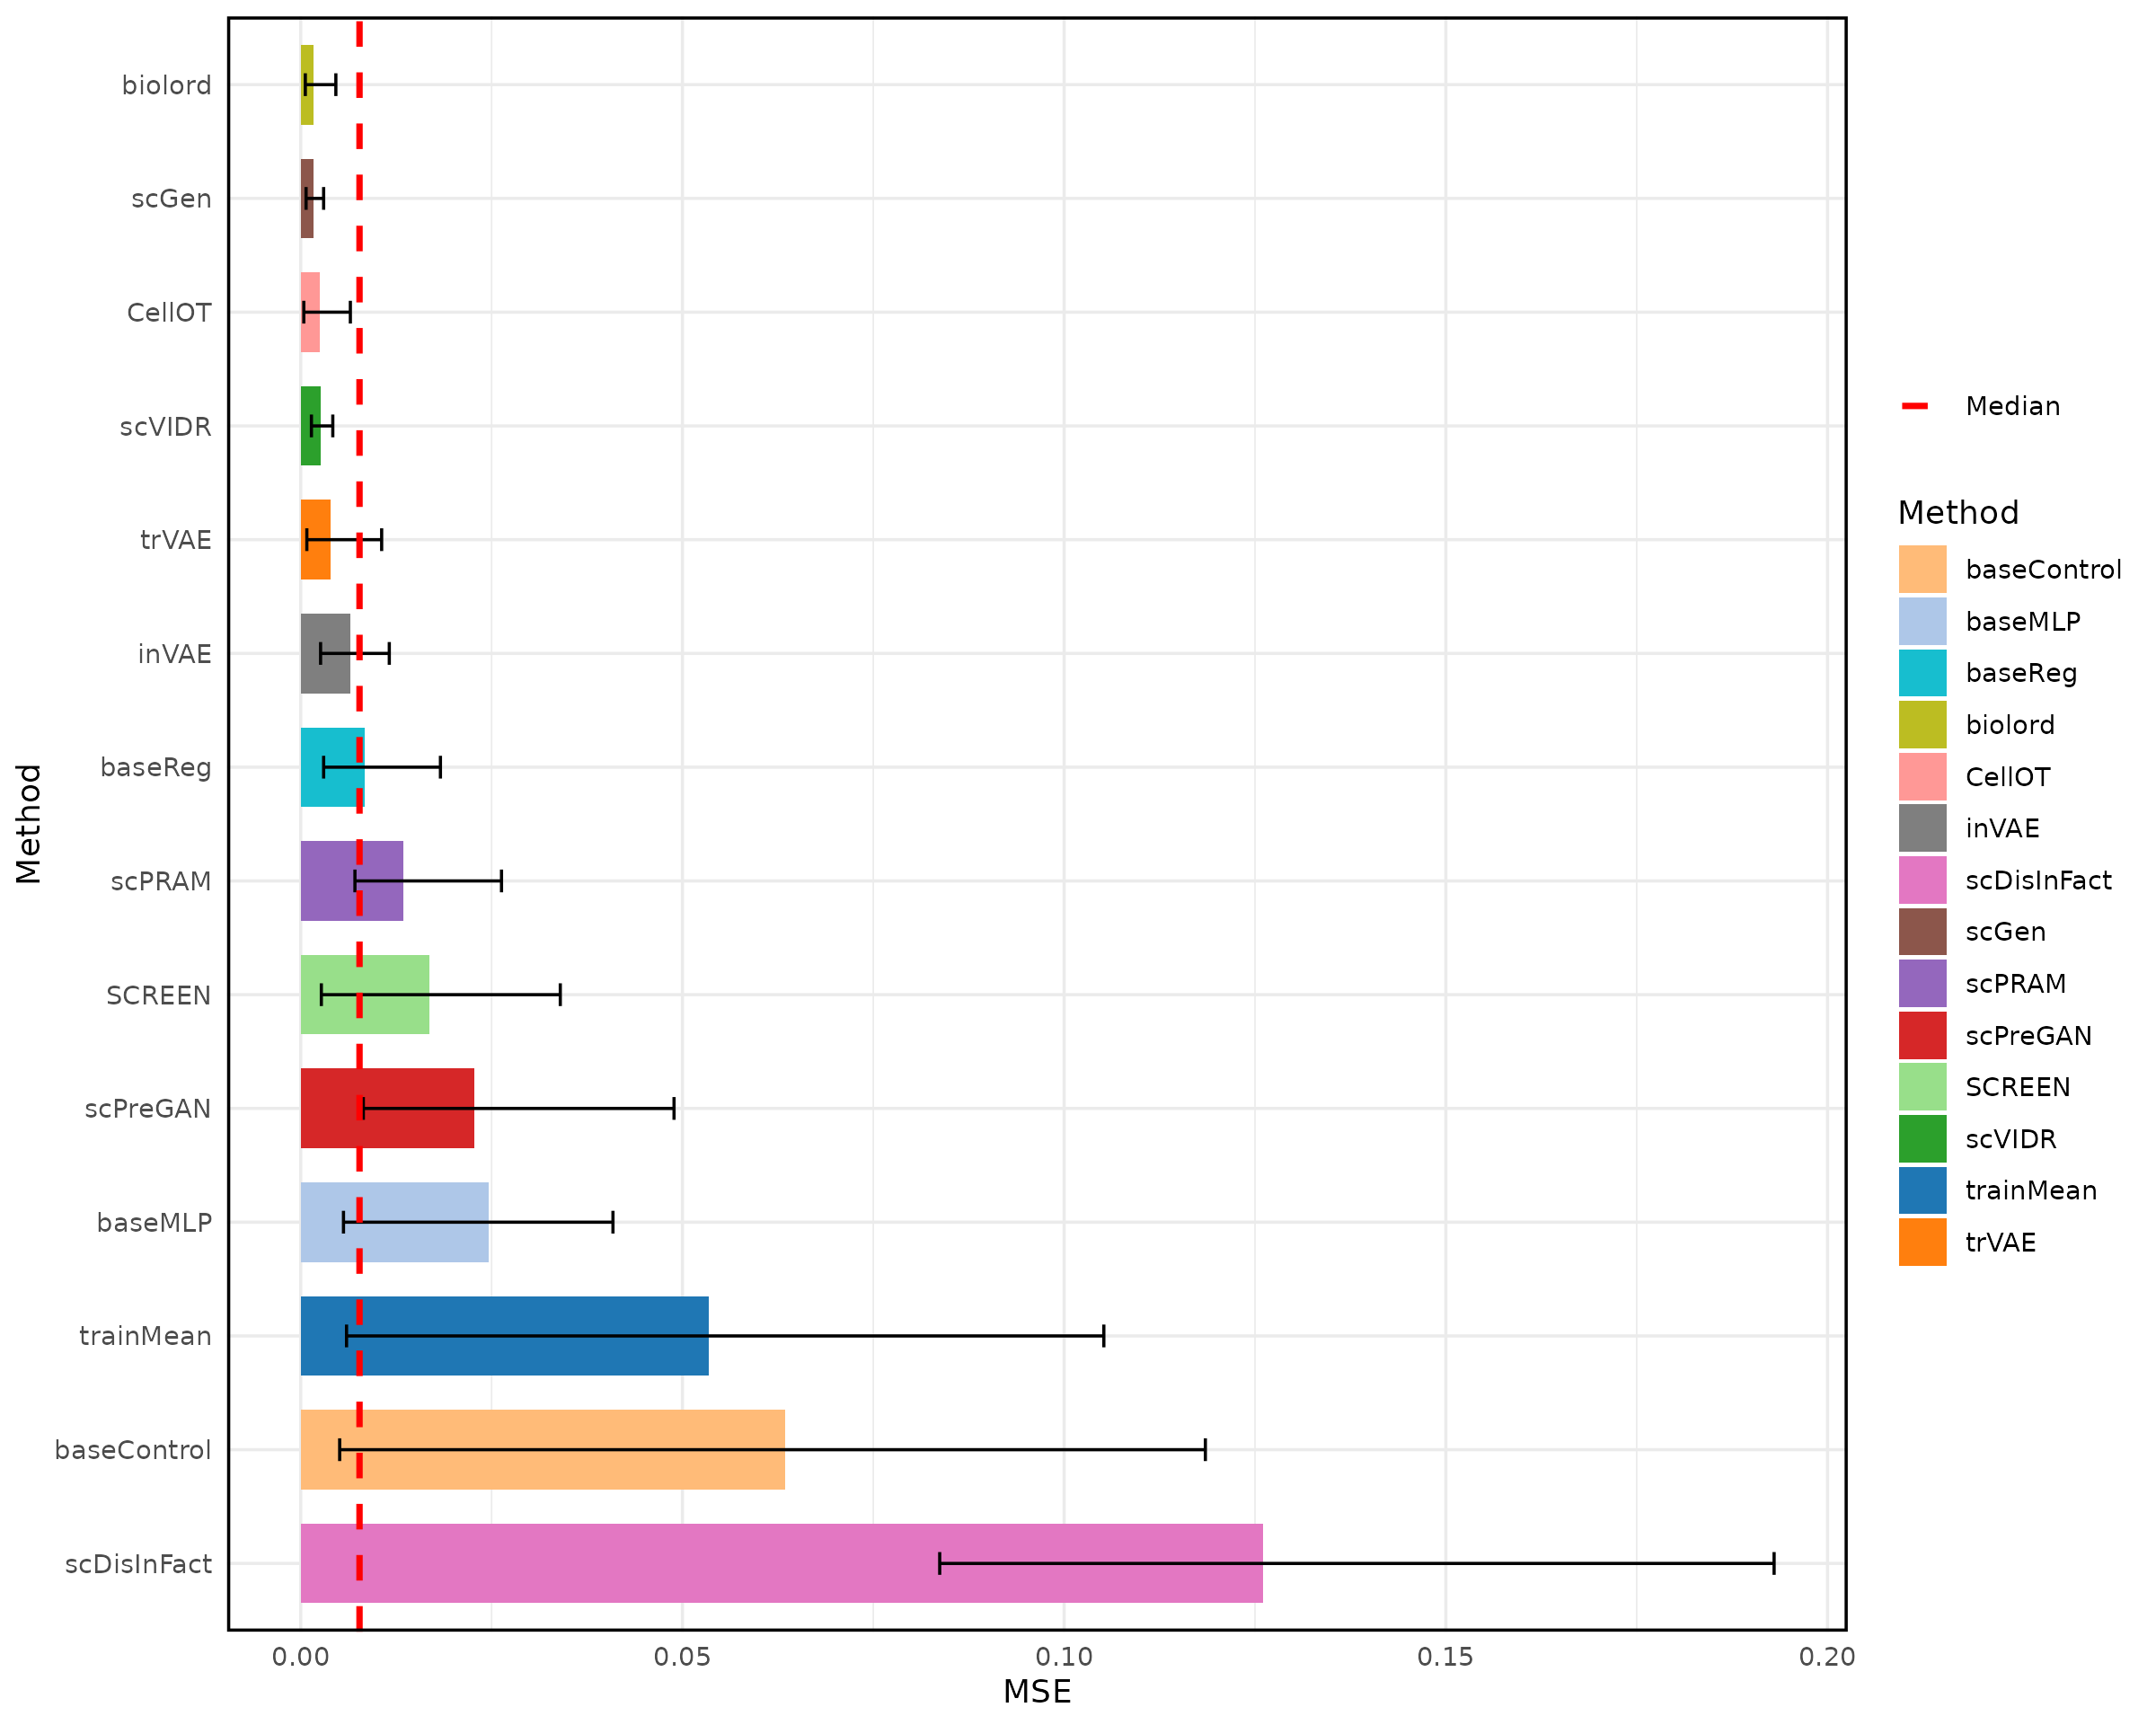 biolord
scGen
CellOT
scVIDR
trVAE
inVAE
baseReg
scPRAM
SCREEN
scPreGAN
baseMLP
trainMean
baseControl
scDisInFact
Method
0.00
0.05
0.10
0.15
0.20
MSE
Median
Method
baseControl
baseMLP
baseReg
biolord
CellOT
inVAE
scDisInFact
scGen
scPRAM
scPreGAN
SCREEN
scVIDR
trainMean
trVAE